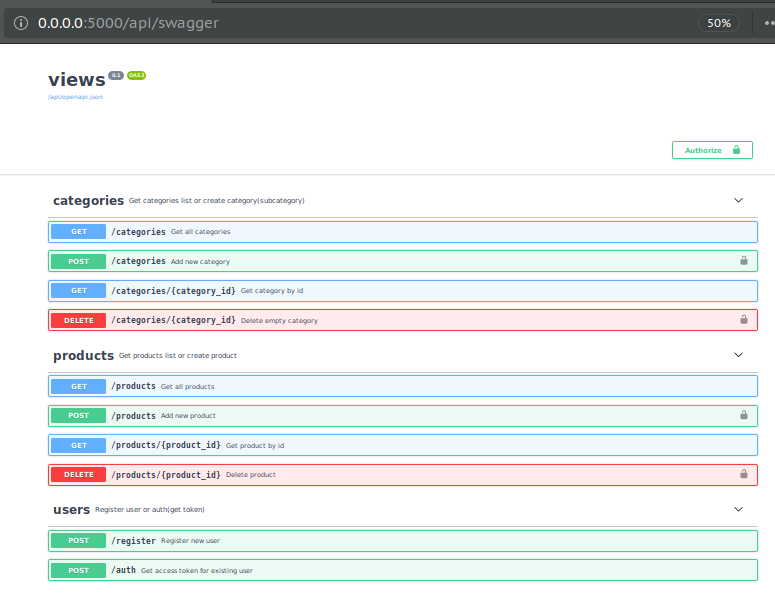 0.0.0.0:5000/api/swagger 50%
views 0.1 OAS3
/api/openapi.json
Authorize
categories Get categories list or create category(subcategory)
GET /categories Get all categories
POST /categories Add new category
GET /categories/{category_id} Get category by id
DELETE /categories/{category_id} Delete empty category
products Get products list or create product
GET /products Get all products
POST /products Add new product
GET /products/{product_id} Get product by id
DELETE /products/{product_id} Delete product
users Register user or auth(get token)
POST /register Register new user
POST /auth Get access token for existing user